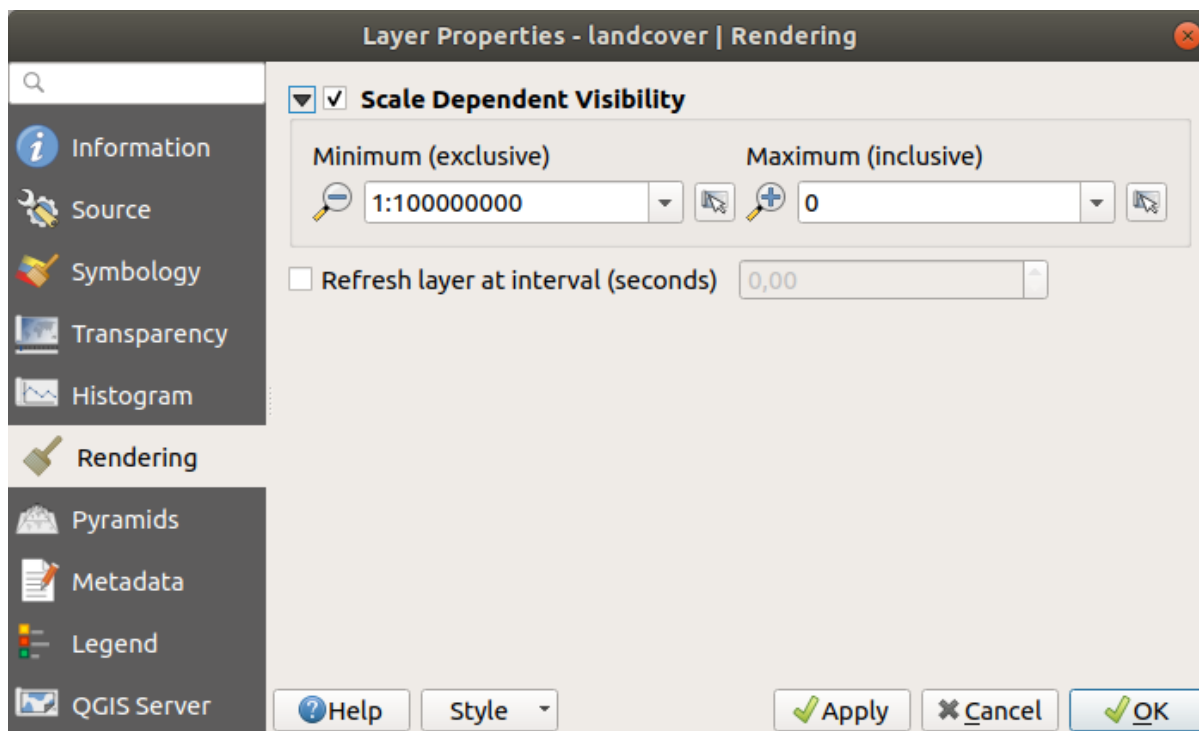 Layer Properties - landcover | Rendering
Information
Source
Symbology
Transparency
Histogram
Rendering
Pyramids
Metadata
Legend
QGIS Server
Scale Dependent Visibility
Minimum (exclusive)
Maximum (inclusive)
1:100000000
0
Refresh layer at interval (seconds)
0,00
Help
Style
Apply
Cancel
OK